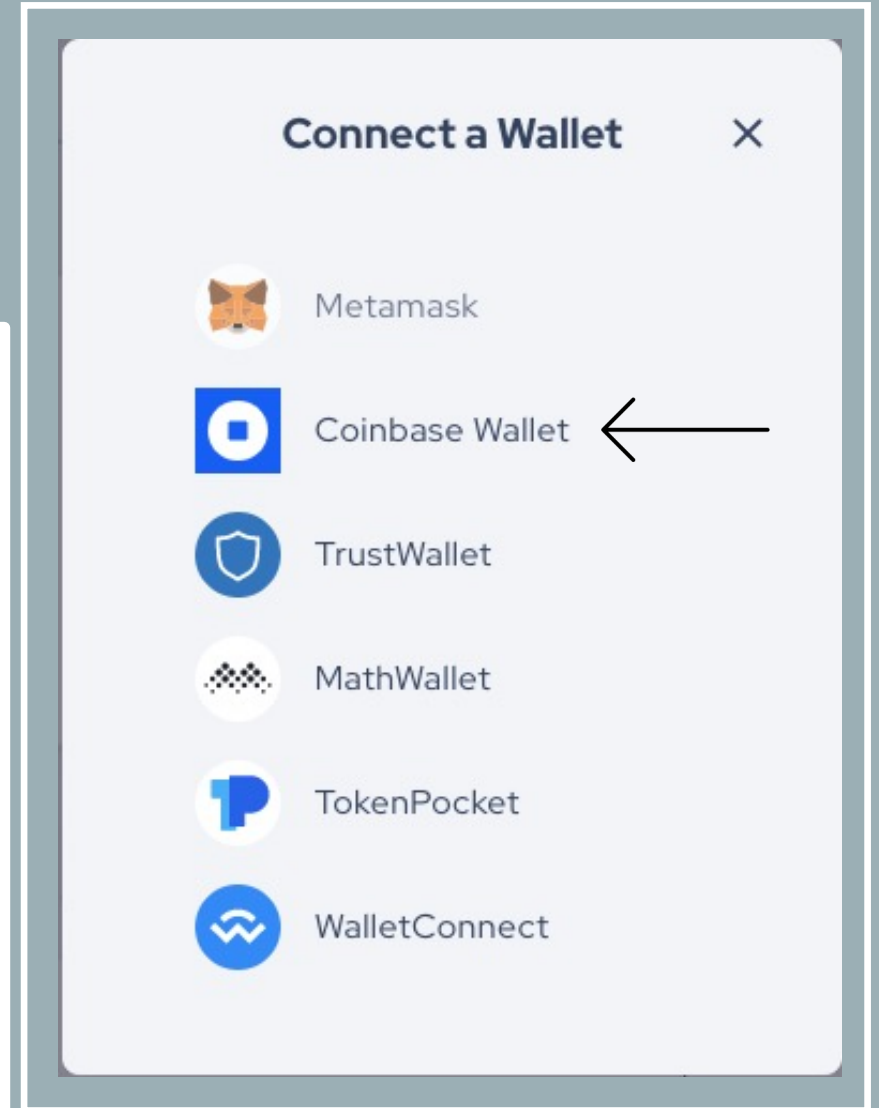 Connect a Wallet
Metamask
Coinbase Wallet
TrustWallet
MathWallet
TokenPocket
WalletConnect